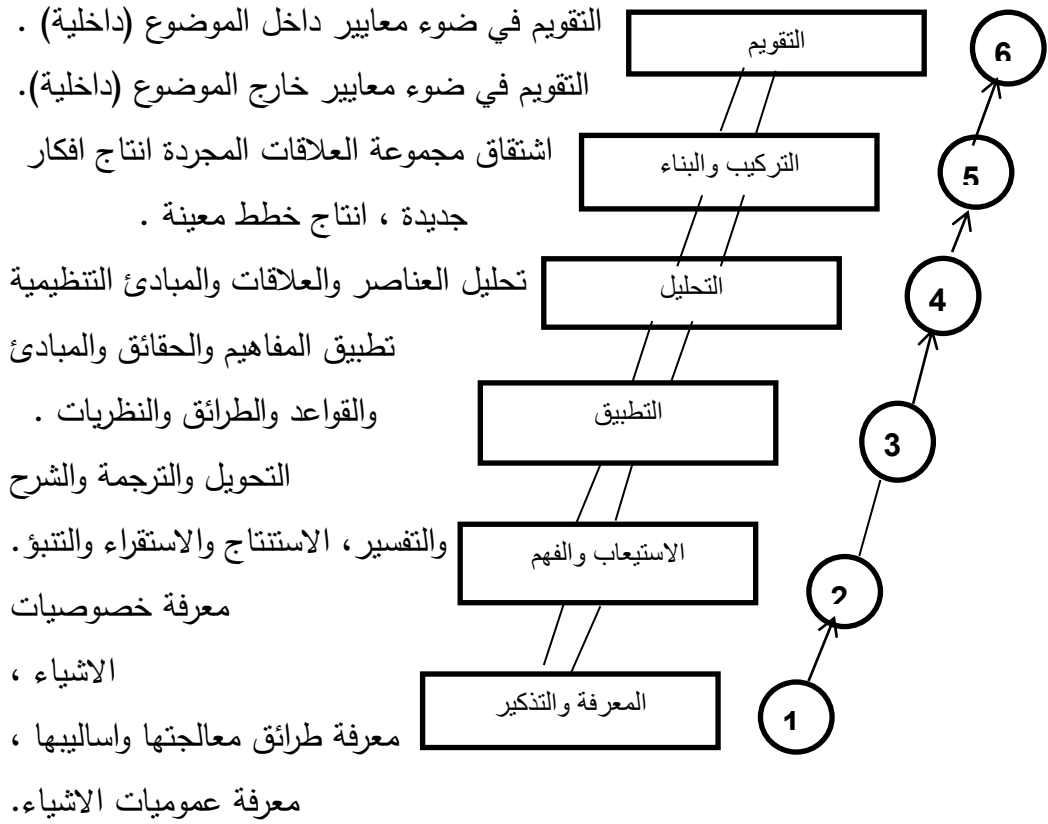 التقويم في ضوء معايير داخل الموضوع (داخلية) .
التقويم
6
التقويم في ضوء معايير خارج الموضوع (داخلية).
اشتقاق مجموعة العلاقات المجردة انتاج افكار
التركيب والبناء
5
جديدة ، انتاج خطط معينة .
تحليل العناصر والعلاقات والمبادئ التنظيمية
التحليل
4
تطبيق المفاهيم والحقائق والمبادئ
والقواعد والطرائق والنظريات .
التطبيق
3
التحويل والترجمة والشرح
والتفسير، الاستنتاج والاستقراء والتنبؤ.
الاستيعاب والفهم
2
معرفة خصوصيات
الاشياء ،
المعرفة والتذكير
1
معرفة طرائق معالجتها واساليبها ،
معرفة عموميات الاشياء.